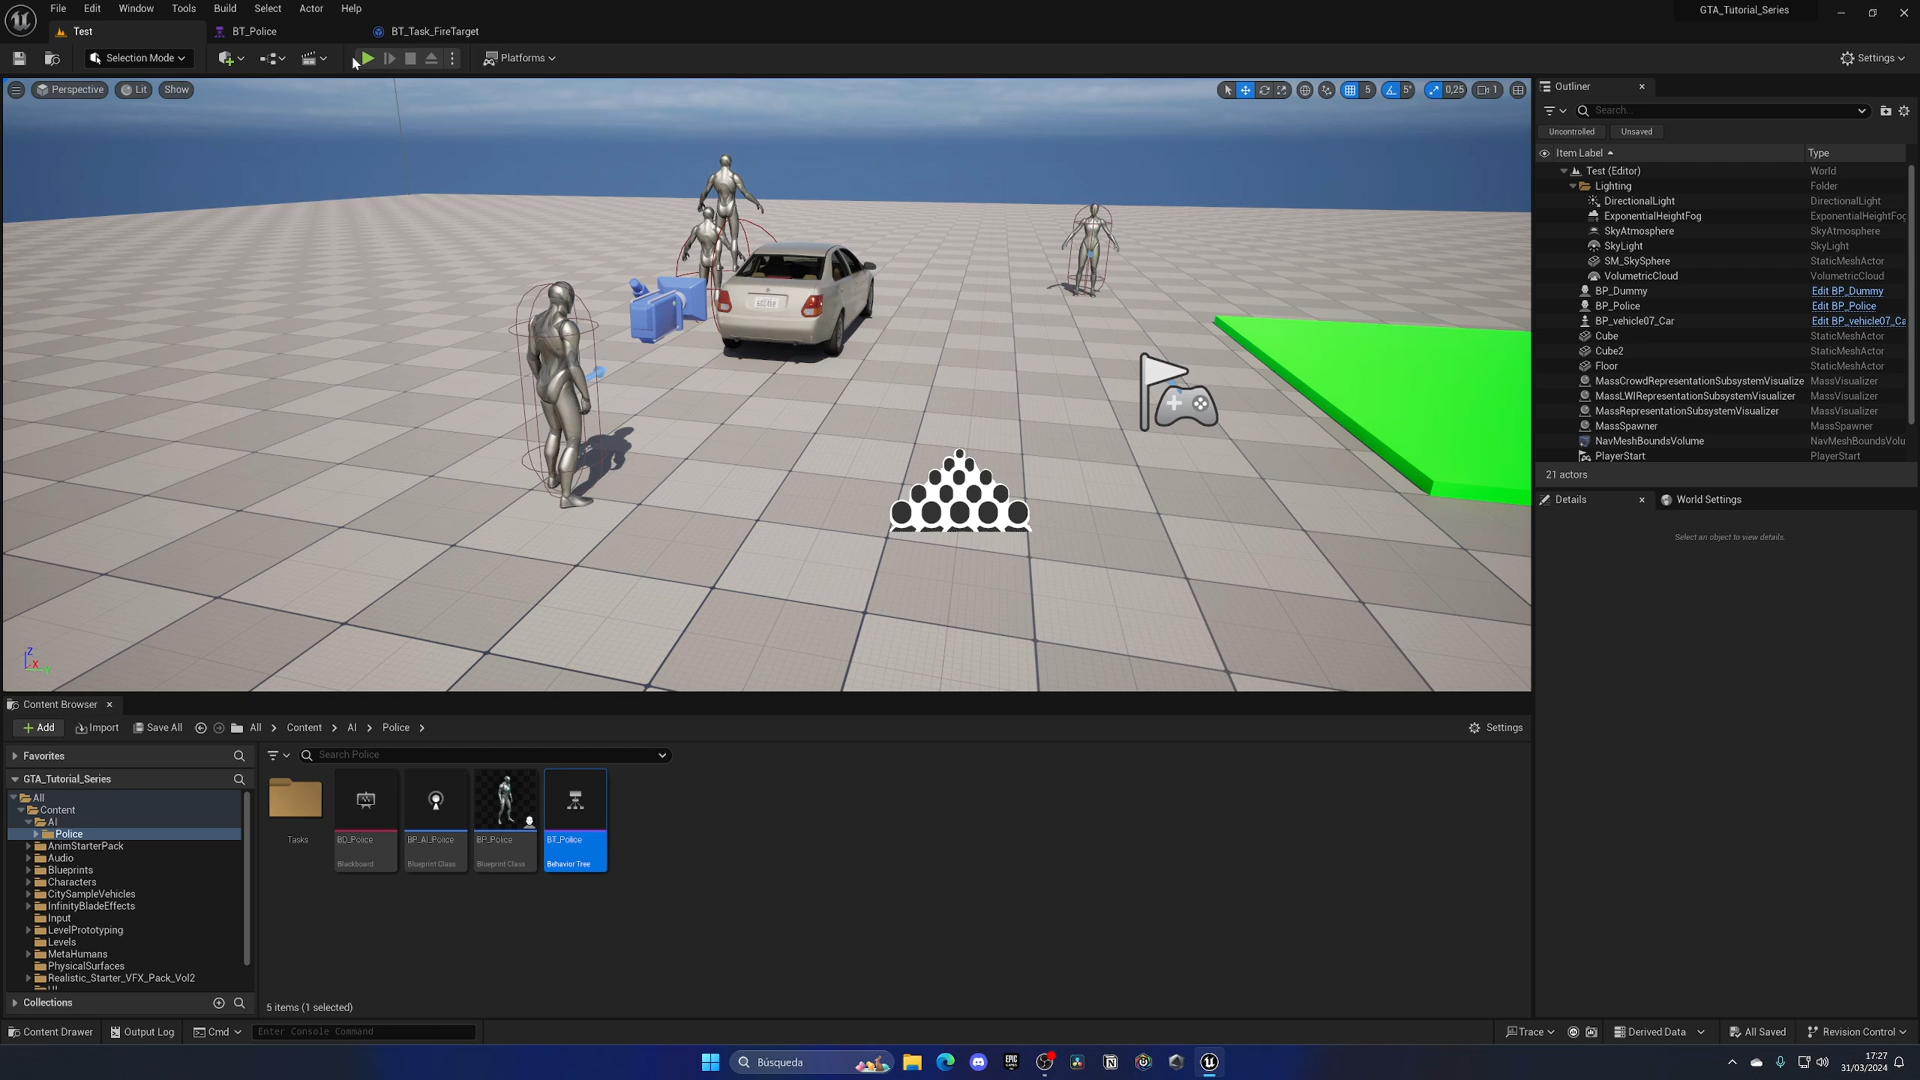 File Edit Window Tools Build Select Actor Help
GTA_Tutorial_Series
Test
BT_Police
BT_Task_FireTarget
Selection Mode
Platforms
Settings
Perspective
Lit
Show
5
5°
0,25
1
Outliner
Search...
Uncontrolled
Unsaved
Item Label
Type
Test (Editor) World
Lighting Folder
DirectionalLight DirectionalLight
ExponentialHeightFog ExponentialHeightFo
SkyAtmosphere SkyAtmosphere
SkyLight SkyLight
SM_SkySphere StaticMeshActor
VolumetricCloud VolumetricCloud
BP_Dummy Edit BP_Dummy
BP_Police Edit BP_Police
BP_vehicle07_Car Edit BP_vehicle07_Ca
Cube StaticMeshActor
Cube2 StaticMeshActor
Floor StaticMeshActor
MassCrowdRepresentationSubsystemVisualize MassVisualizer
MassLWIRepresentationSubsystemVisualizer MassVisualizer
MassRepresentationSubsystemVisualizer MassVisualizer
MassSpawner MassSpawner
NavMeshBoundsVolume NavMeshBoundsVolu
PlayerStart PlayerStart
21 actors
Details
World Settings
Select an object to view details.
Z
X
Content Browser
Add
Import
Save All
All
Content
AI
Police
Settings
Favorites
Search Police
GTA_Tutorial_Series
All
Content
AI
Police
AnimStarterPack
Audio
Blueprints
Characters
CitySampleVehicles
InfinityBladeEffects
Input
LevelPrototyping
Levels
MetaHumans
PhysicalSurfaces
Realistic_Starter_VFX_Pack_Vol2
Collections
Tasks
BD_Police
Blackboard
BP_AI_Police
Blueprint Class
BP_Police
Blueprint Class
BT_Police
Behavior Tree
5 items (1 selected)
Content Drawer
Output Log
Cmd
Enter Console Command
Trace
Derived Data
All Saved
Revision Control
Búsqueda
17:27
31/03/2024